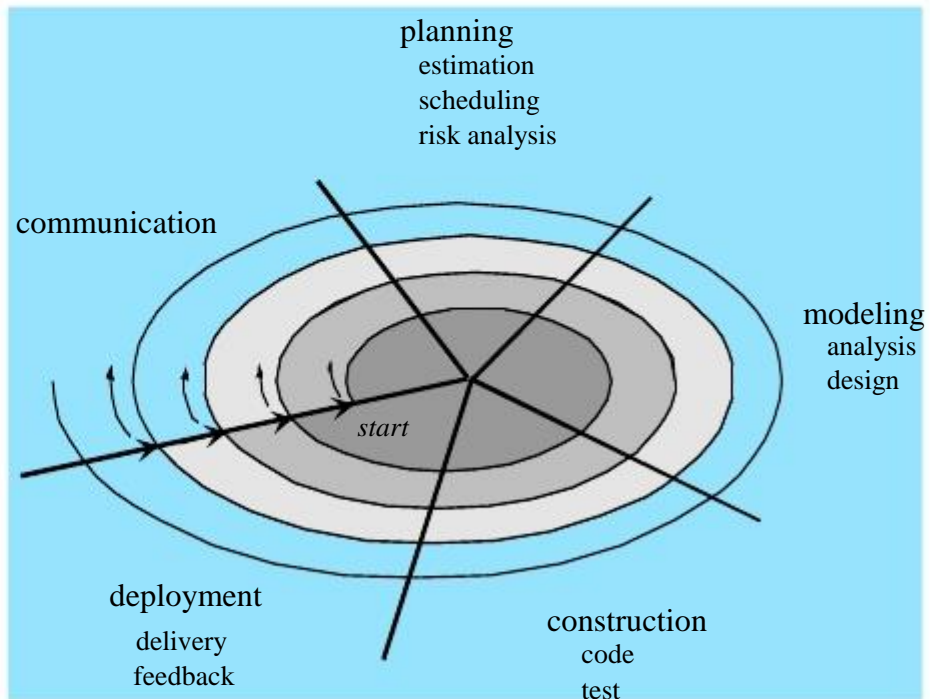 planning
estimation
scheduling
risk analysis
communication
modeling
analysis
design
start
deployment
delivery
feedback
construction
code
test